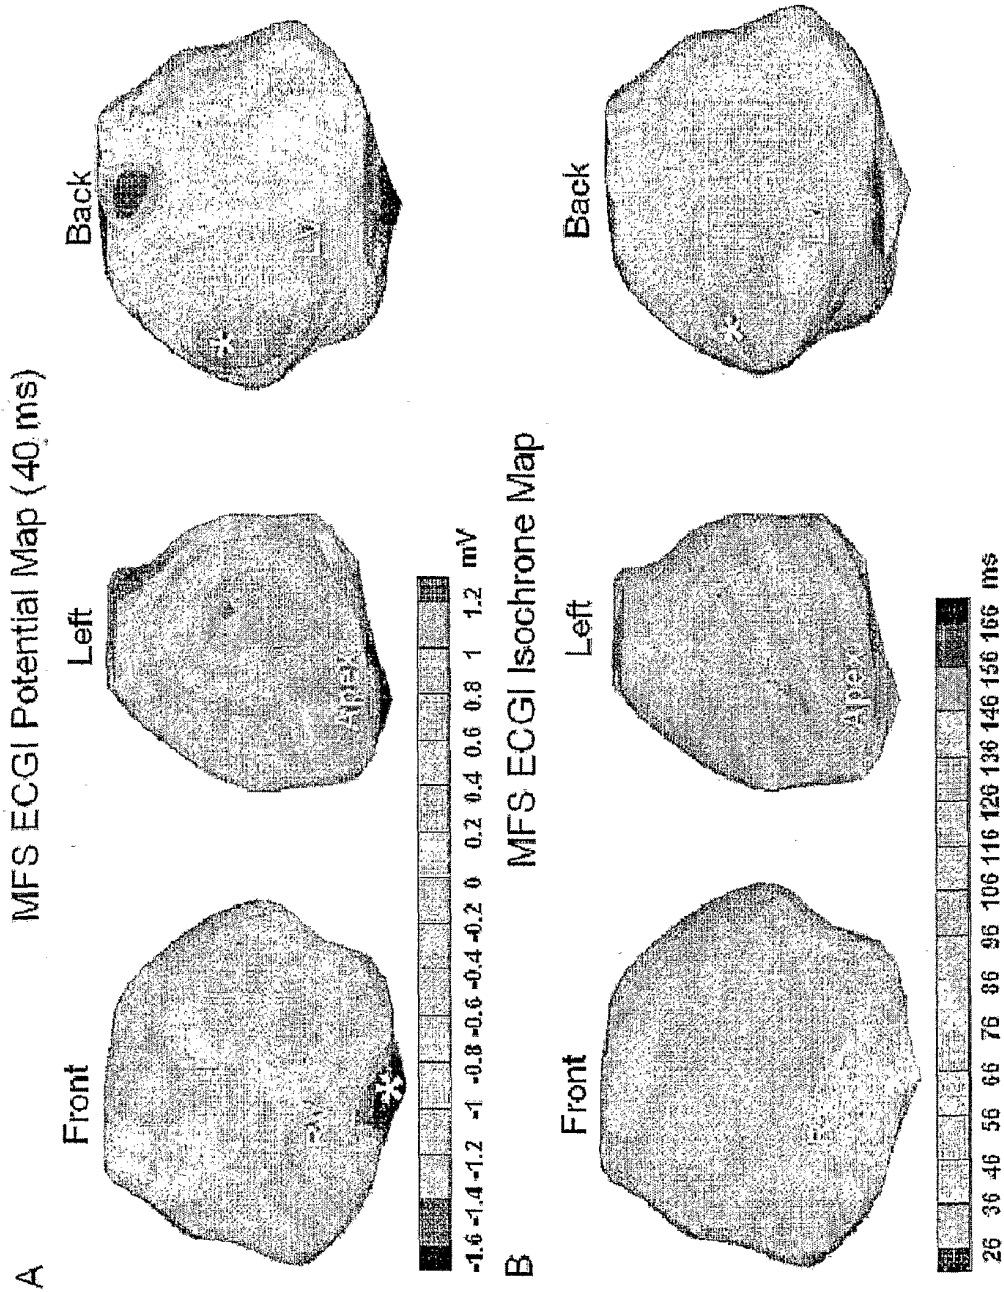 A
MFS ECGI Potential Map (40 ms)
Front
Left
Back
Apex
LV
-1.6 -1.4 -1.2 -1 -0.8 -0.6 -0.4 -0.2 0 0.2 0.4 0.6 0.8 1 1.2 mV
B
MFS ECGI Isochrone Map
Front
Left
Back
Apex
LV
26 36 46 56 66 76 86 96 106 116 126 136 146 156 166 ms